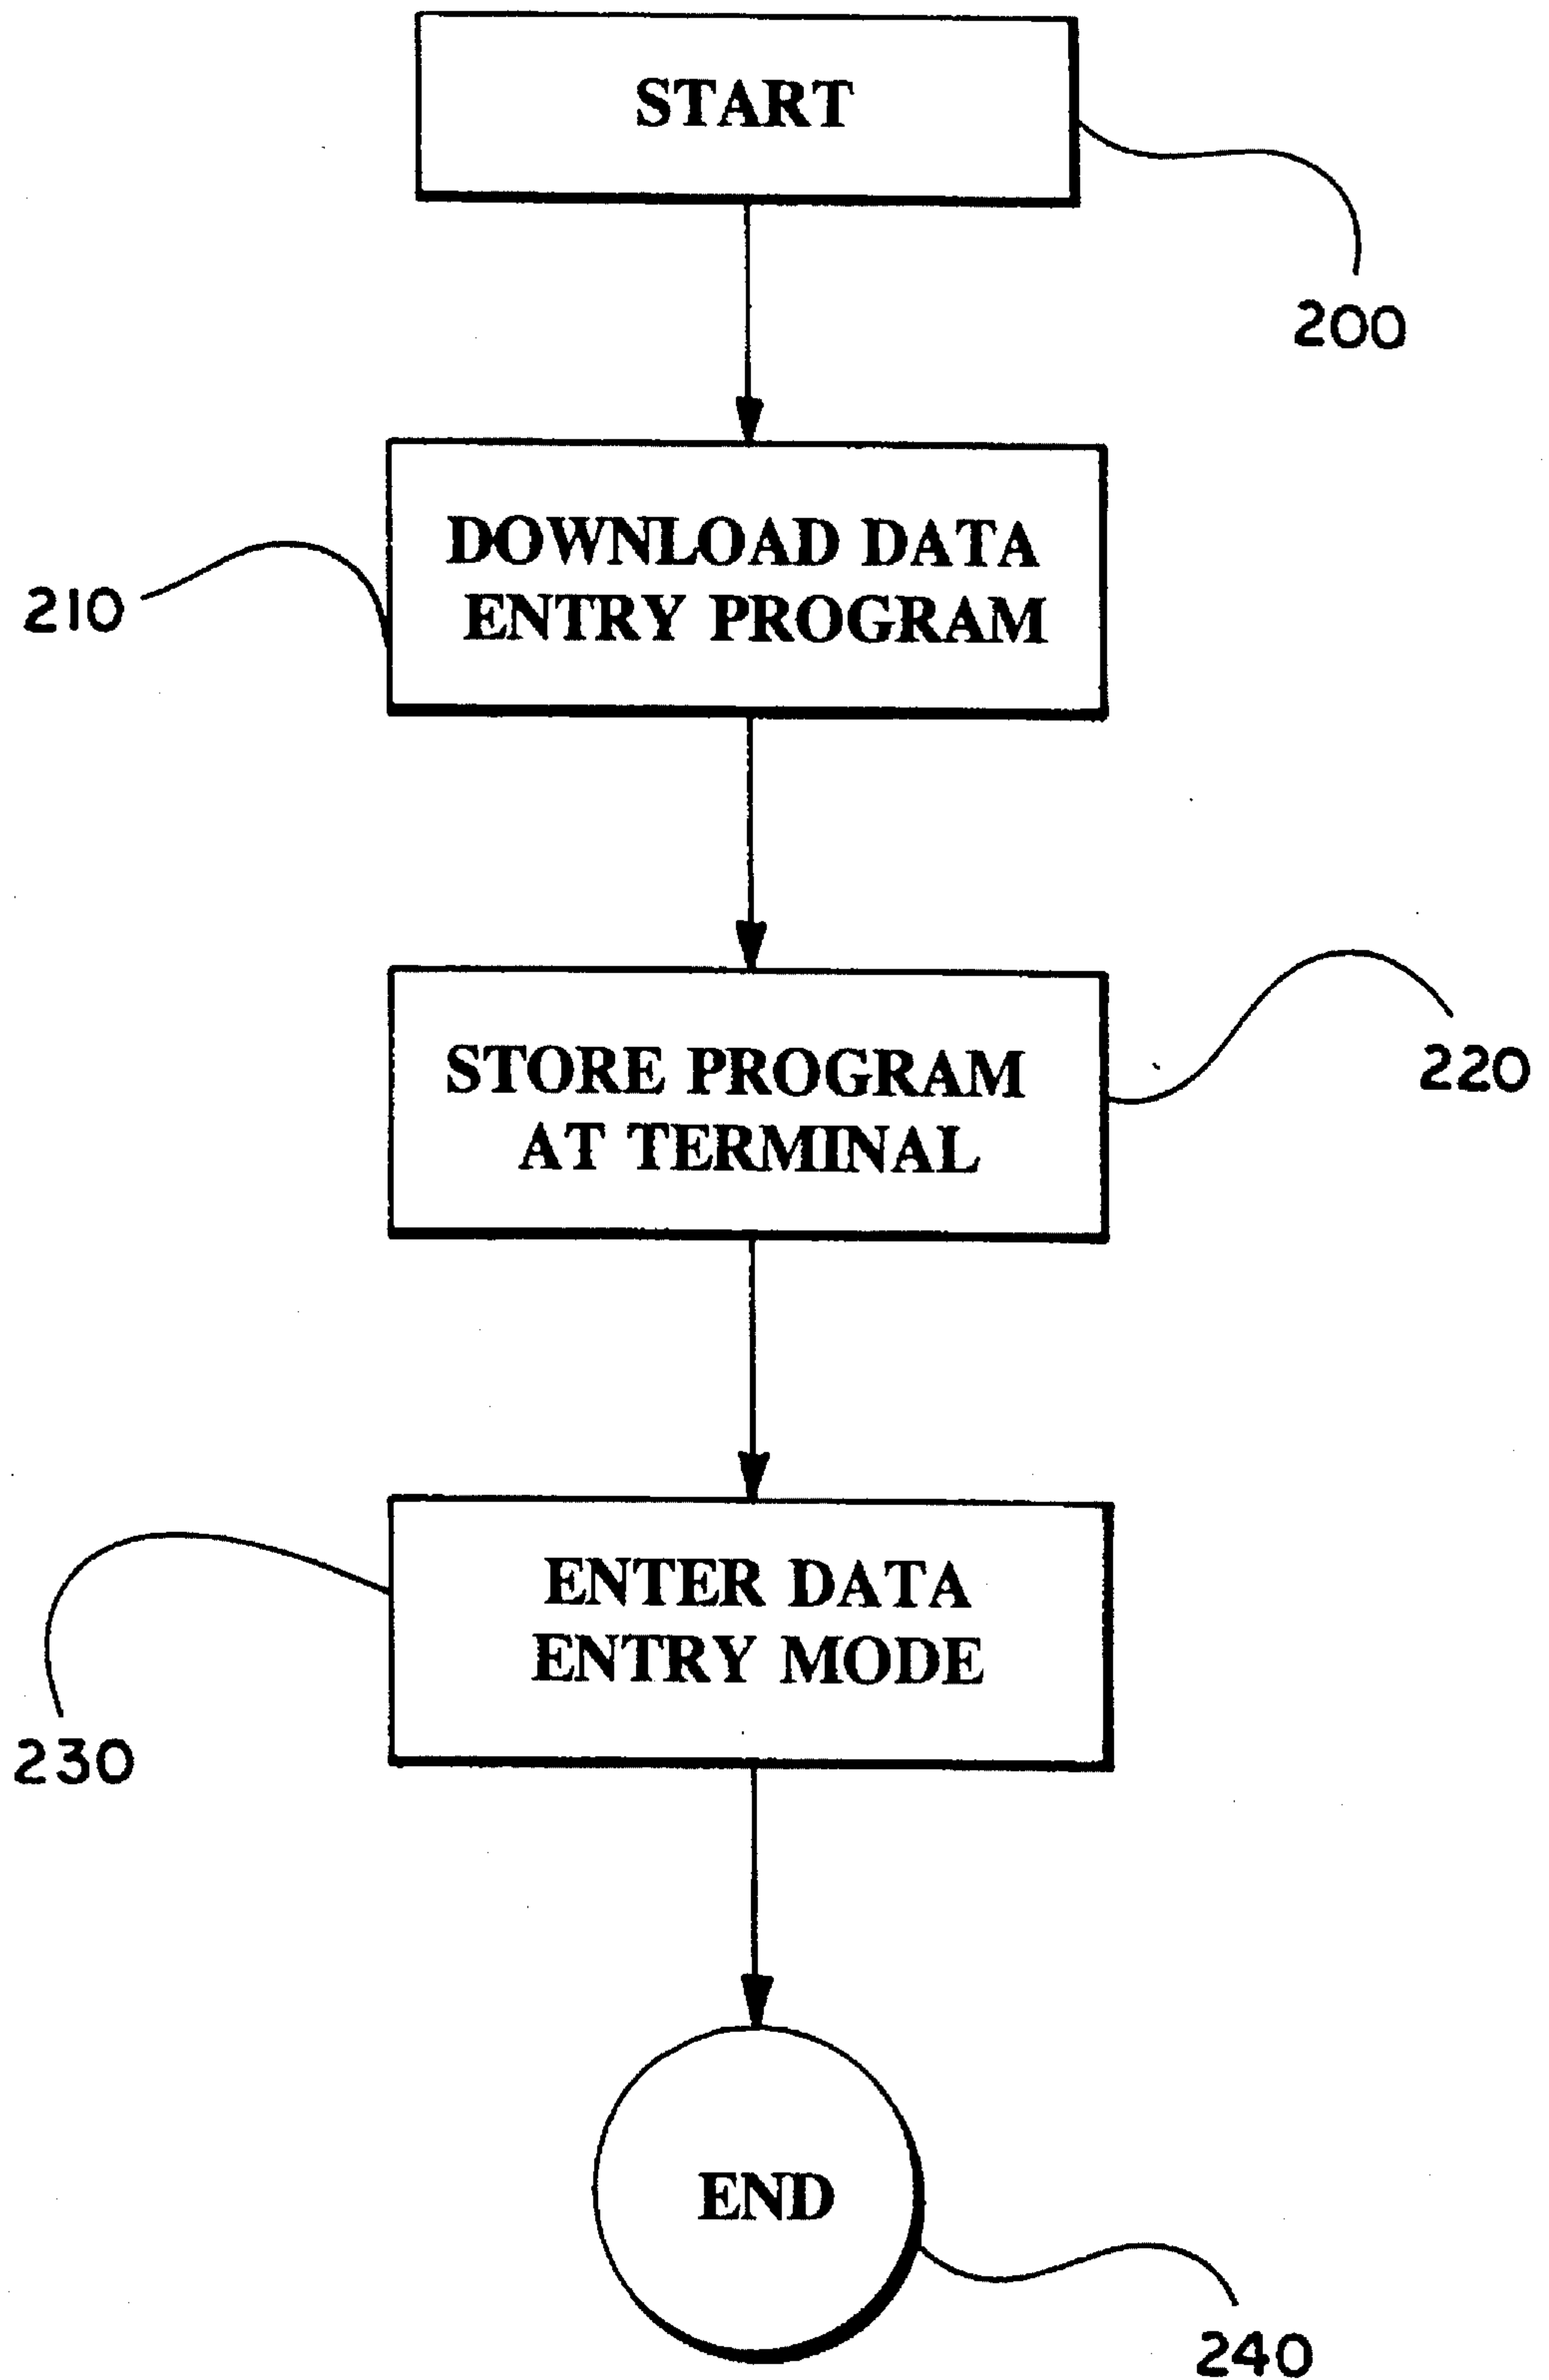 START
200
DOWNLOAD DATA
ENTRY PROGRAM
210
STORE PROGRAM
AT TERMINAL
220
ENTER DATA
ENTRY MODE
230
END
240